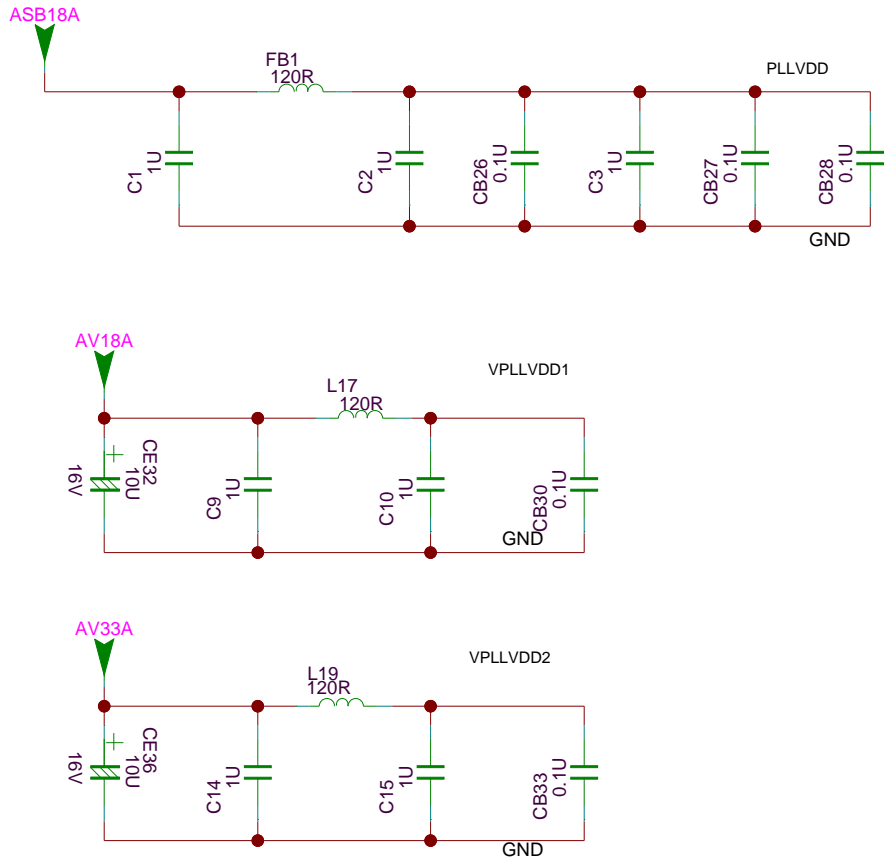 ASB18A
FB1
120R
PLLVDD
C1
1U
C2
1U
CB26
0.1U
C3
1U
CB27
0.1U
CB28
0.1U
GND
AV18A
L17
120R
VPLLVDD1
CE32
10U
16V
C9
1U
C10
1U
CB30
0.1U
GND
AV33A
L19
120R
VPLLVDD2
CE36
10U
16V
C14
1U
C15
1U
CB33
0.1U
GND